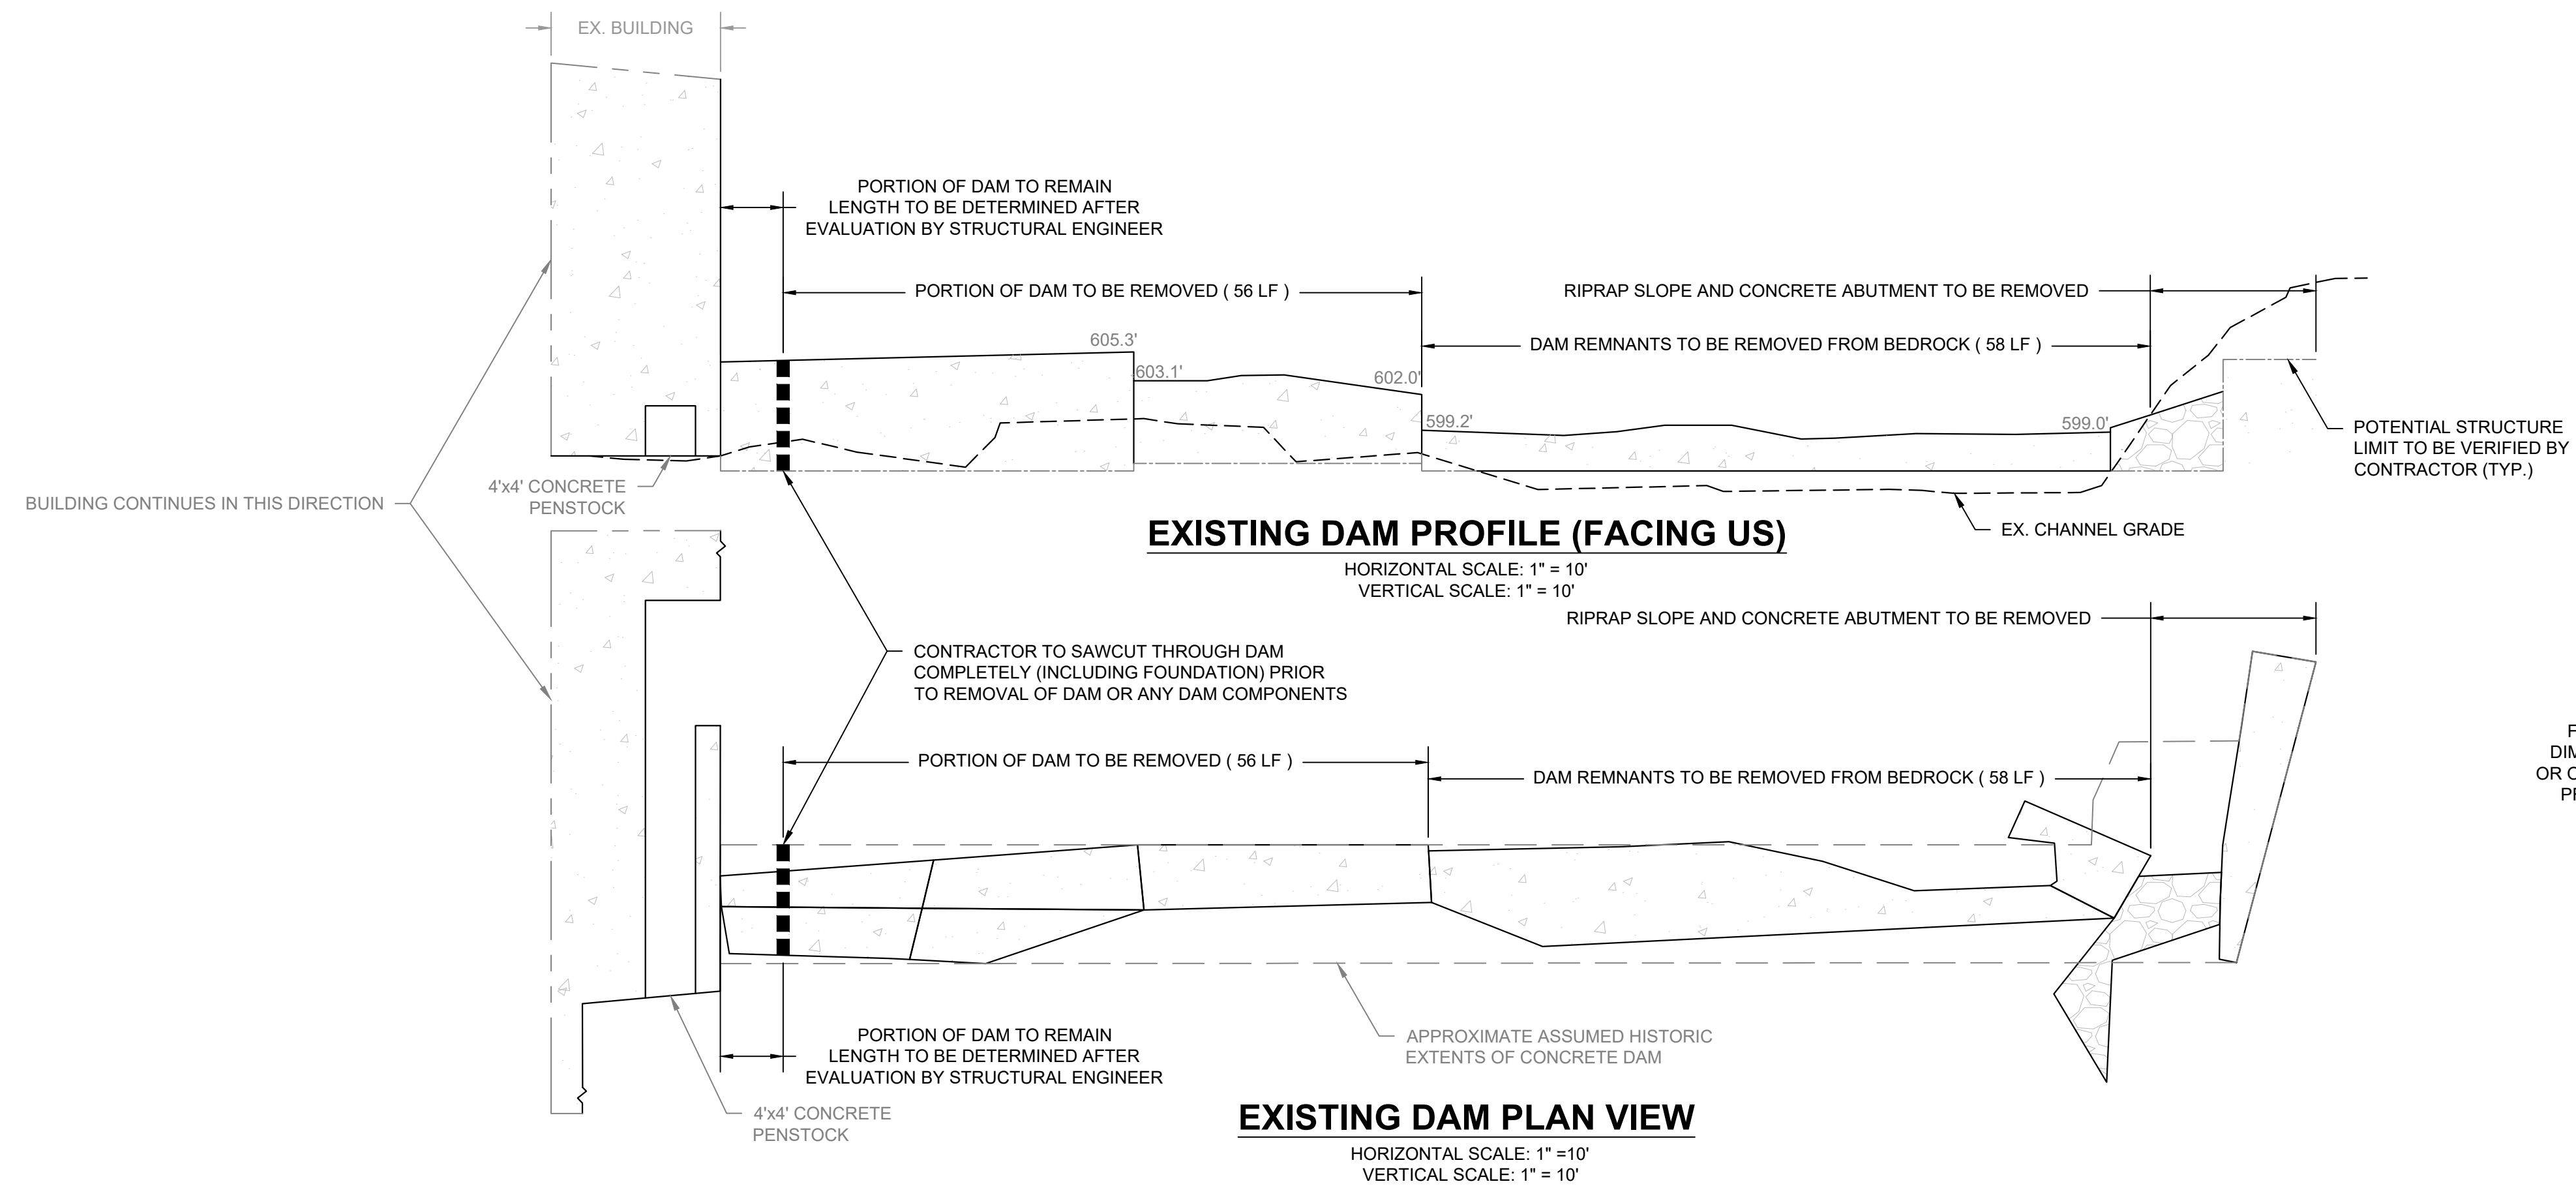 EX. BUILDING
PORTION OF DAM TO REMAIN
LENGTH TO BE DETERMINED AFTER
EVALUATION BY STRUCTURAL ENGINEER
PORTION OF DAM TO BE REMOVED ( 56 LF )
RIPRAP SLOPE AND CONCRETE ABUTMENT TO BE REMOVED
DAM REMNANTS TO BE REMOVED FROM BEDROCK ( 58 LF )
605.3'
603.1'
602.0'
599.2'
599.0'
POTENTIAL STRUCTURE
LIMIT TO BE VERIFIED BY
CONTRACTOR (TYP.)
4'x4' CONCRETE
PENSTOCK
BUILDING CONTINUES IN THIS DIRECTION
EX. CHANNEL GRADE
EXISTING DAM PROFILE (FACING US)
HORIZONTAL SCALE: 1" = 10'
VERTICAL SCALE: 1" = 10'
RIPRAP SLOPE AND CONCRETE ABUTMENT TO BE REMOVED
CONTRACTOR TO SAWCUT THROUGH DAM
COMPLETELY (INCLUDING FOUNDATION) PRIOR
TO REMOVAL OF DAM OR ANY DAM COMPONENTS
PORTION OF DAM TO BE REMOVED ( 56 LF )
DAM REMNANTS TO BE REMOVED FROM BEDROCK ( 58 LF )
F
DIM
OR C
PF
PORTION OF DAM TO REMAIN
LENGTH TO BE DETERMINED AFTER
EVALUATION BY STRUCTURAL ENGINEER
APPROXIMATE ASSUMED HISTORIC
EXTENTS OF CONCRETE DAM
4'x4' CONCRETE
PENSTOCK
EXISTING DAM PLAN VIEW
HORIZONTAL SCALE: 1" =10'
VERTICAL SCALE: 1" = 10'